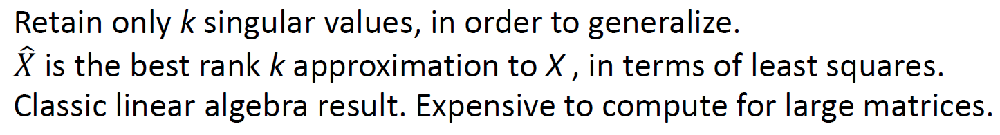 Retain only k singular values, in order to generalize.
X̂ is the best rank k approximation to X , in terms of least squares.
Classic linear algebra result. Expensive to compute for large matrices.